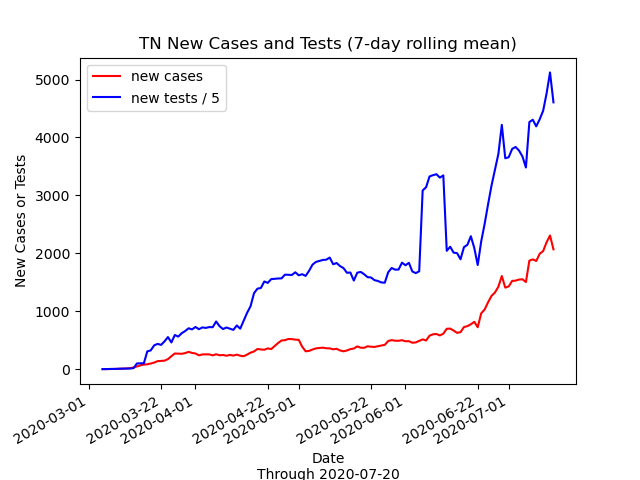 TN New Cases and Tests (7-day rolling mean)
new cases
new tests / 5
New Cases or Tests
5000
4000
3000
2000
1000
0
2020-03-01
2020-03-22
2020-04-01
2020-04-22
2020-05-01
2020-05-22
2020-06-01
2020-06-22
2020-07-01
Date
Through 2020-07-20